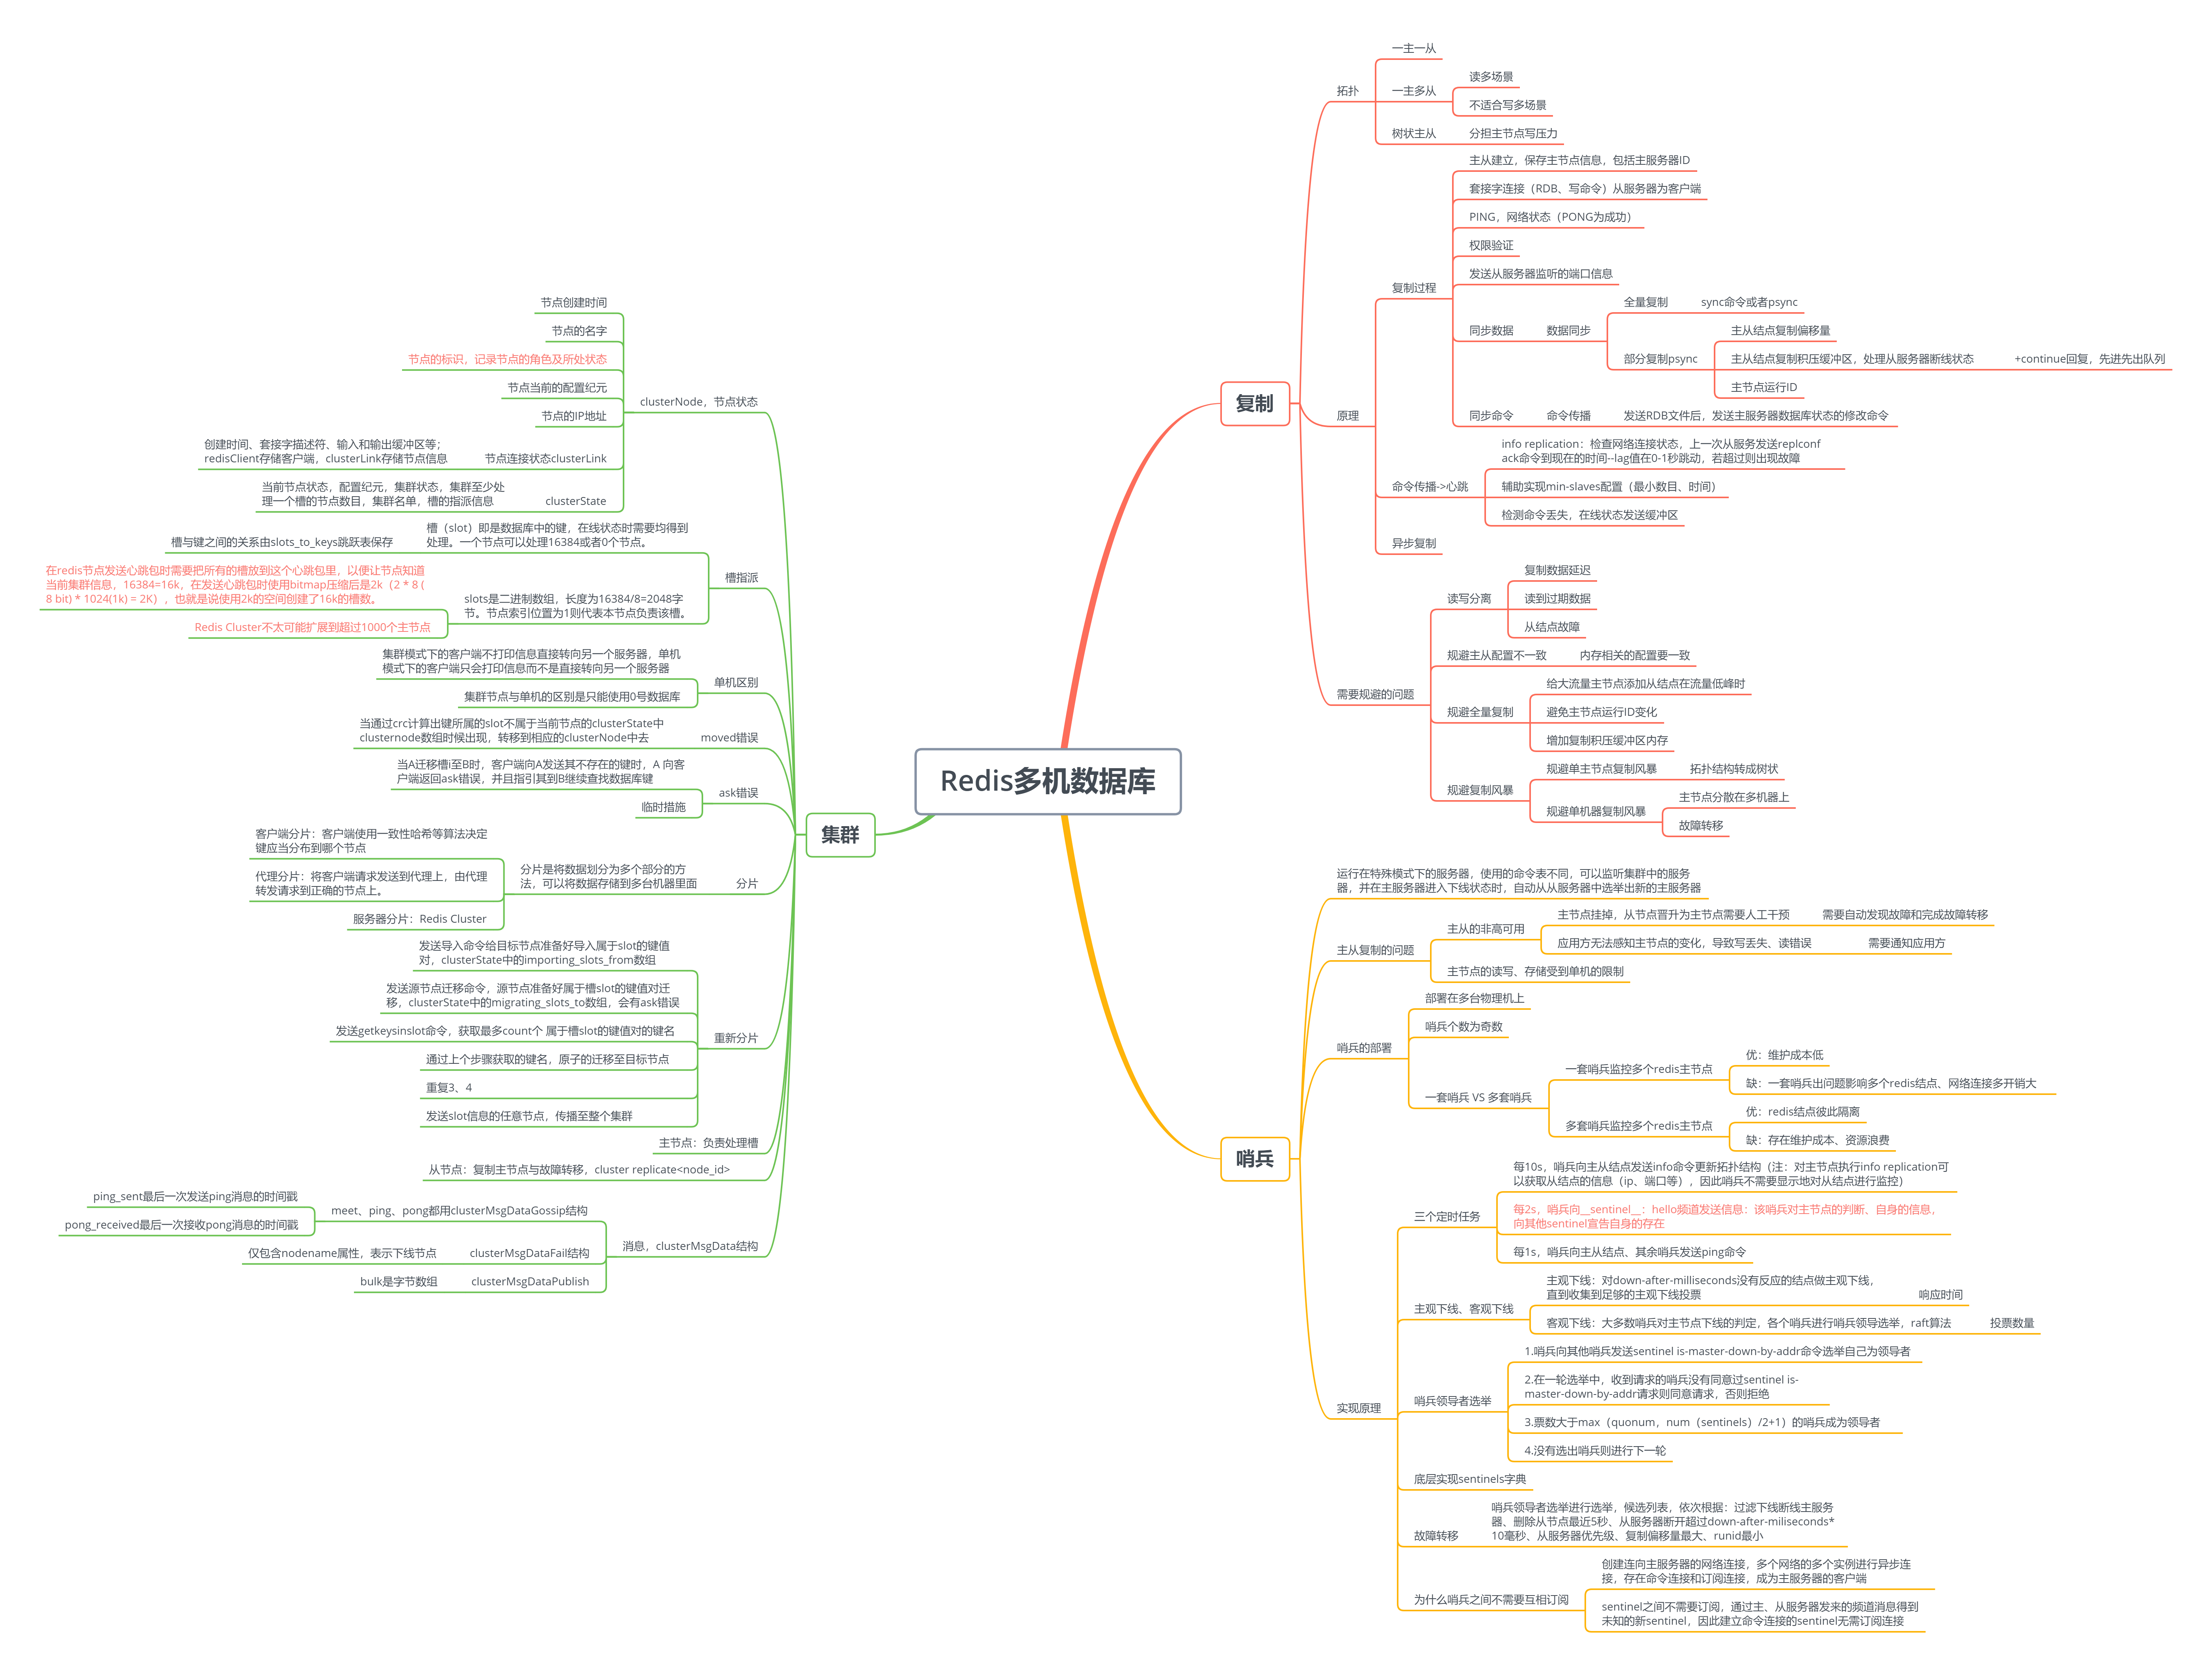 Redis多机数据库
复制
拓扑
一主一从
一主多从
读多场景
不适合写多场景
树状主从
分担主节点写压力
原理
复制过程
主从建立，保存主节点信息，包括主服务器ID
套接字连接（RDB、写命令）从服务器为客户端
PING，网络状态（PONG为成功）
权限验证
发送从服务器监听的端口信息
同步数据
数据同步
全量复制
sync命令或者psync
部分复制psync
主从结点复制偏移量
主从结点复制积压缓冲区，处理从服务器断线状态
+continue回复，先进先出队列
主节点运行ID
同步命令
命令传播
发送RDB文件后，发送主服务器数据库状态的修改命令
命令传播->心跳
info replication：检查网络连接状态，上一次从服务发送replconf
ack命令到现在的时间--lag值在0-1秒跳动，若超过则出现故障
辅助实现min-slaves配置（最小数目、时间）
检测命令丢失，在线状态发送缓冲区
异步复制
需要规避的问题
读写分离
复制数据延迟
读到过期数据
从结点故障
规避主从配置不一致
内存相关的配置要一致
规避全量复制
给大流量主节点添加从结点在流量低峰时
避免主节点运行ID变化
增加复制积压缓冲区内存
规避复制风暴
规避单主节点复制风暴
拓扑结构转成树状
规避单机器复制风暴
主节点分散在多机器上
故障转移
哨兵
运行在特殊模式下的服务器，使用的命令表不同，可以监听集群中的服务
器，并在主服务器进入下线状态时，自动从从服务器中选举出新的主服务器
主从复制的问题
主从的非高可用
主节点挂掉，从节点晋升为主节点需要人工干预
需要自动发现故障和完成故障转移
应用方无法感知主节点的变化，导致写丢失、读错误
需要通知应用方
主节点的读写、存储受到单机的限制
哨兵的部署
部署在多台物理机上
哨兵个数为奇数
一套哨兵 VS 多套哨兵
一套哨兵监控多个redis主节点
优：维护成本低
缺：一套哨兵出问题影响多个redis结点、网络连接多开销大
多套哨兵监控多个redis主节点
优：redis结点彼此隔离
缺：存在维护成本、资源浪费
实现原理
三个定时任务
每10s，哨兵向主从结点发送info命令更新拓扑结构（注：对主节点执行info replication可
以获取从结点的信息（ip、端口等），因此哨兵不需要显示地对从结点进行监控）
每2s，哨兵向__sentinel__：hello频道发送信息：该哨兵对主节点的判断、自身的信息，
向其他sentinel宣告自身的存在
每1s，哨兵向主从结点、其余哨兵发送ping命令
主观下线、客观下线
主观下线：对down-after-milliseconds没有反应的结点做主观下线，
直到收集到足够的主观下线投票
响应时间
客观下线：大多数哨兵对主节点下线的判定，各个哨兵进行哨兵领导选举，raft算法
投票数量
哨兵领导者选举
1.哨兵向其他哨兵发送sentinel is-master-down-by-addr命令选举自己为领导者
2.在一轮选举中，收到请求的哨兵没有同意过sentinel is-
master-down-by-addr请求则同意请求，否则拒绝
3.票数大于max（quonum，num（sentinels）/2+1）的哨兵成为领导者
4.没有选出哨兵则进行下一轮
底层实现sentinels字典
故障转移
哨兵领导者选举进行选举，候选列表，依次根据：过滤下线断线主服务
器、删除从节点最近5秒、从服务器断开超过down-after-miliseconds*
10毫秒、从服务器优先级、复制偏移量最大、runid最小
为什么哨兵之间不需要互相订阅
创建连向主服务器的网络连接，多个网络的多个实例进行异步连
接，存在命令连接和订阅连接，成为主服务器的客户端
sentinel之间不需要订阅，通过主、从服务器发来的频道消息得到
未知的新sentinel，因此建立命令连接的sentinel无需订阅连接
集群
clusterNode，节点状态
节点创建时间
节点的名字
节点的标识，记录节点的角色及所处状态
节点当前的配置纪元
节点的IP地址
节点连接状态clusterLink
创建时间、套接字描述符、输入和输出缓冲区等；
redisClient存储客户端，clusterLink存储节点信息
clusterState
当前节点状态，配置纪元，集群状态，集群至少处
理一个槽的节点数目，集群名单，槽的指派信息
槽指派
槽（slot）即是数据库中的键，在线状态时需要均得到
处理。一个节点可以处理16384或者0个节点。
槽与键之间的关系由slots_to_keys跳跃表保存
slots是二进制数组，长度为16384/8=2048字
节。节点索引位置为1则代表本节点负责该槽。
在redis节点发送心跳包时需要把所有的槽放到这个心跳包里，以便让节点知道
当前集群信息，16384=16k，在发送心跳包时使用bitmap压缩后是2k（2 * 8 (
8 bit) * 1024(1k) = 2K），也就是说使用2k的空间创建了16k的槽数。
Redis Cluster不太可能扩展到超过1000个主节点
单机区别
集群模式下的客户端不打印信息直接转向另一个服务器，单机
模式下的客户端只会打印信息而不是直接转向另一个服务器
集群节点与单机的区别是只能使用0号数据库
moved错误
当通过crc计算出键所属的slot不属于当前节点的clusterState中
clusternode数组时候出现，转移到相应的clusterNode中去
ask错误
当A迁移槽i至B时，客户端向A发送其不存在的键时，A 向客
户端返回ask错误，并且指引其到B继续查找数据库键
临时措施
分片
分片是将数据划分为多个部分的方
法，可以将数据存储到多台机器里面
客户端分片：客户端使用一致性哈希等算法决定
键应当分布到哪个节点
代理分片：将客户端请求发送到代理上，由代理
转发请求到正确的节点上。
服务器分片：Redis Cluster
重新分片
发送导入命令给目标节点准备好导入属于slot的键值
对，clusterState中的importing_slots_from数组
发送源节点迁移命令，源节点准备好属于槽slot的键值对迁
移，clusterState中的migrating_slots_to数组，会有ask错误
发送getkeysinslot命令，获取最多count个 属于槽slot的键值对的键名
通过上个步骤获取的键名，原子的迁移至目标节点
重复3、4
发送slot信息的任意节点，传播至整个集群
主节点：负责处理槽
从节点：复制主节点与故障转移，cluster replicate<node_id>
消息，clusterMsgData结构
meet、ping、pong都用clusterMsgDataGossip结构
ping_sent最后一次发送ping消息的时间戳
pong_received最后一次接收pong消息的时间戳
clusterMsgDataFail结构
仅包含nodename属性，表示下线节点
clusterMsgDataPublish
bulk是字节数组